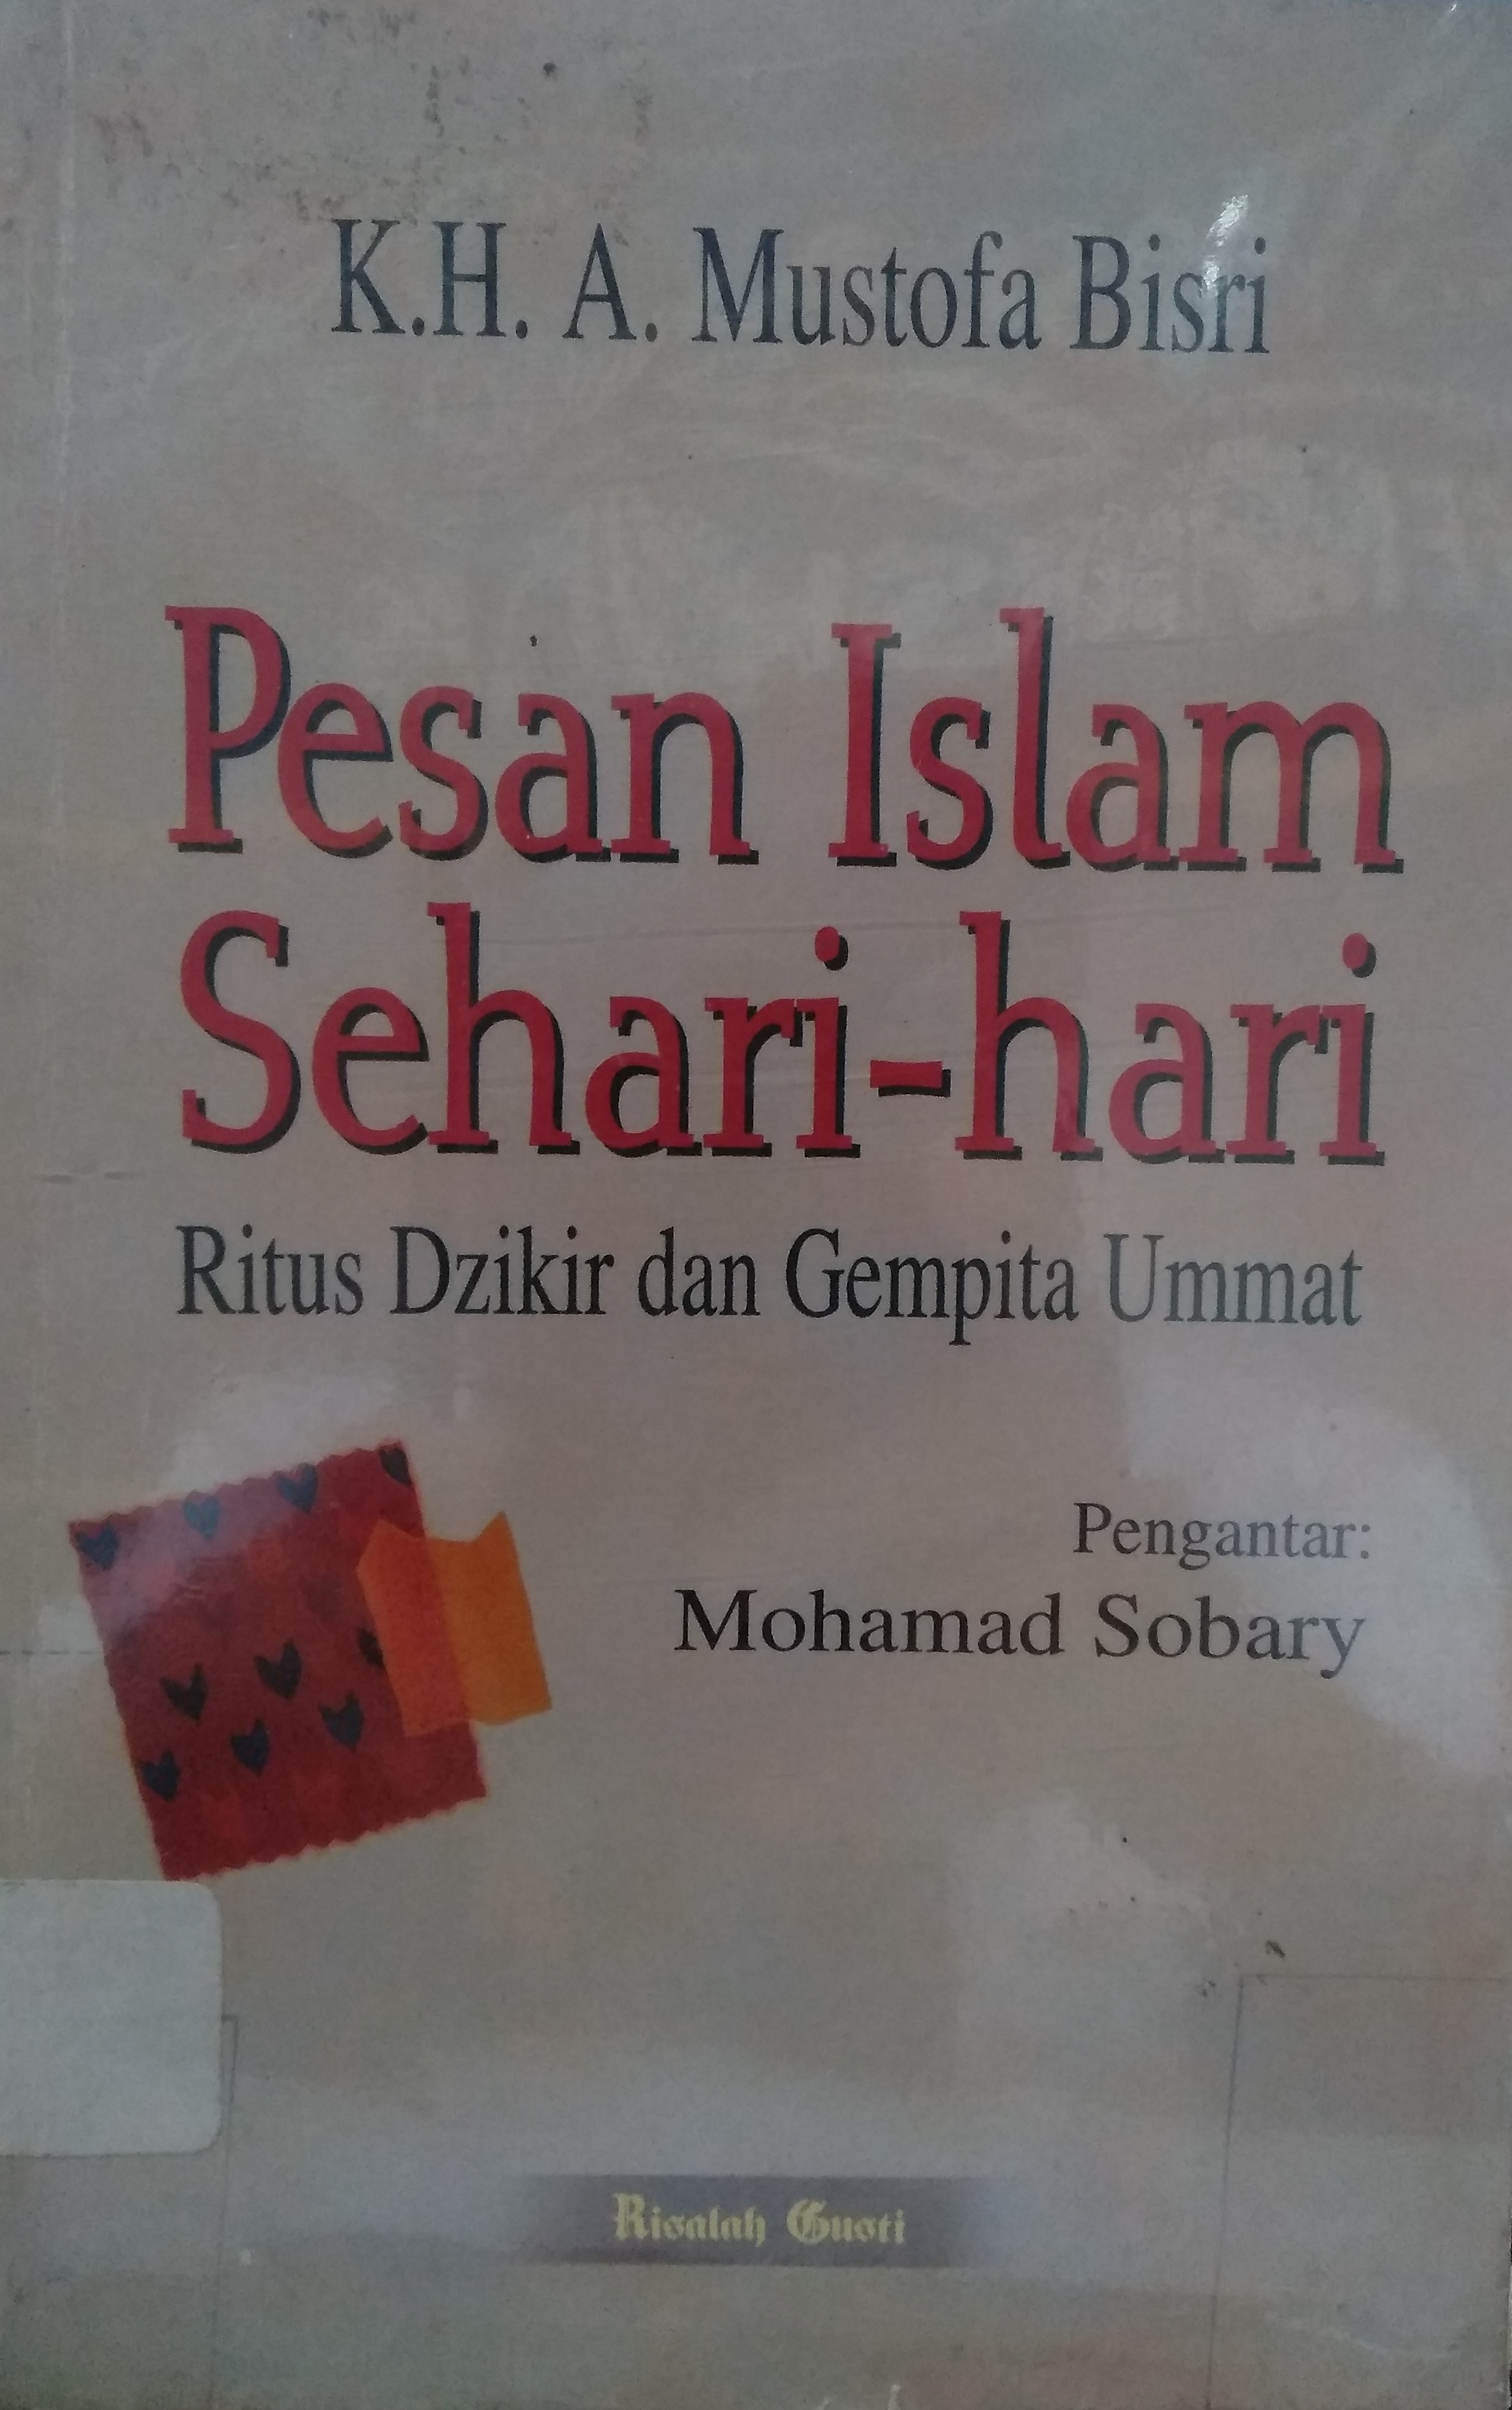 K.H. A. Mustofa Bisri
Pesan Islam
Sehari-hari
Ritus Dzikir dan Gempita Ummat
Pengantar:
Mohamad Sobary
Risalah Gusti